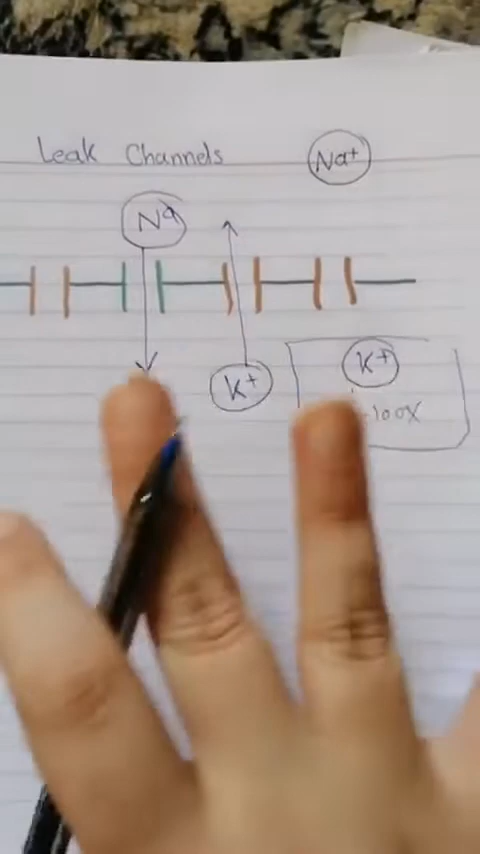 Leak Channels
Na+
Na
K+
K+
100X